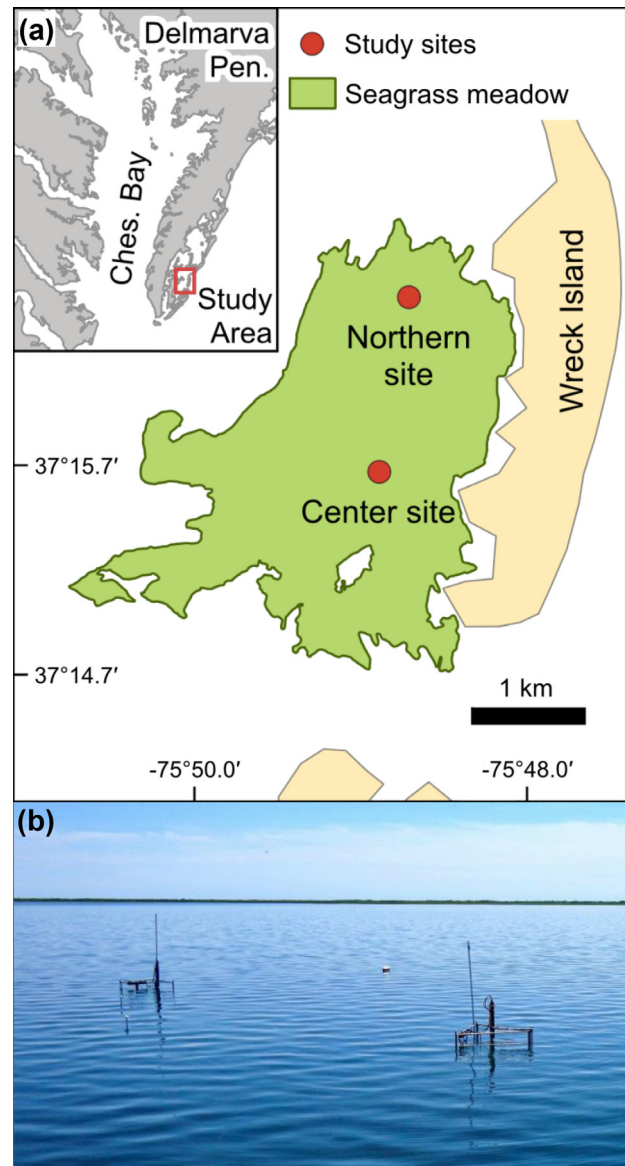 (a)
Delmarva
Pen.
Ches. Bay
Study
Area
Study sites
Seagrass meadow
Wreck Island
Northern
site
37°15.7′
Center site
37°14.7′
1 km
-75°50.0′
-75°48.0′
(b)